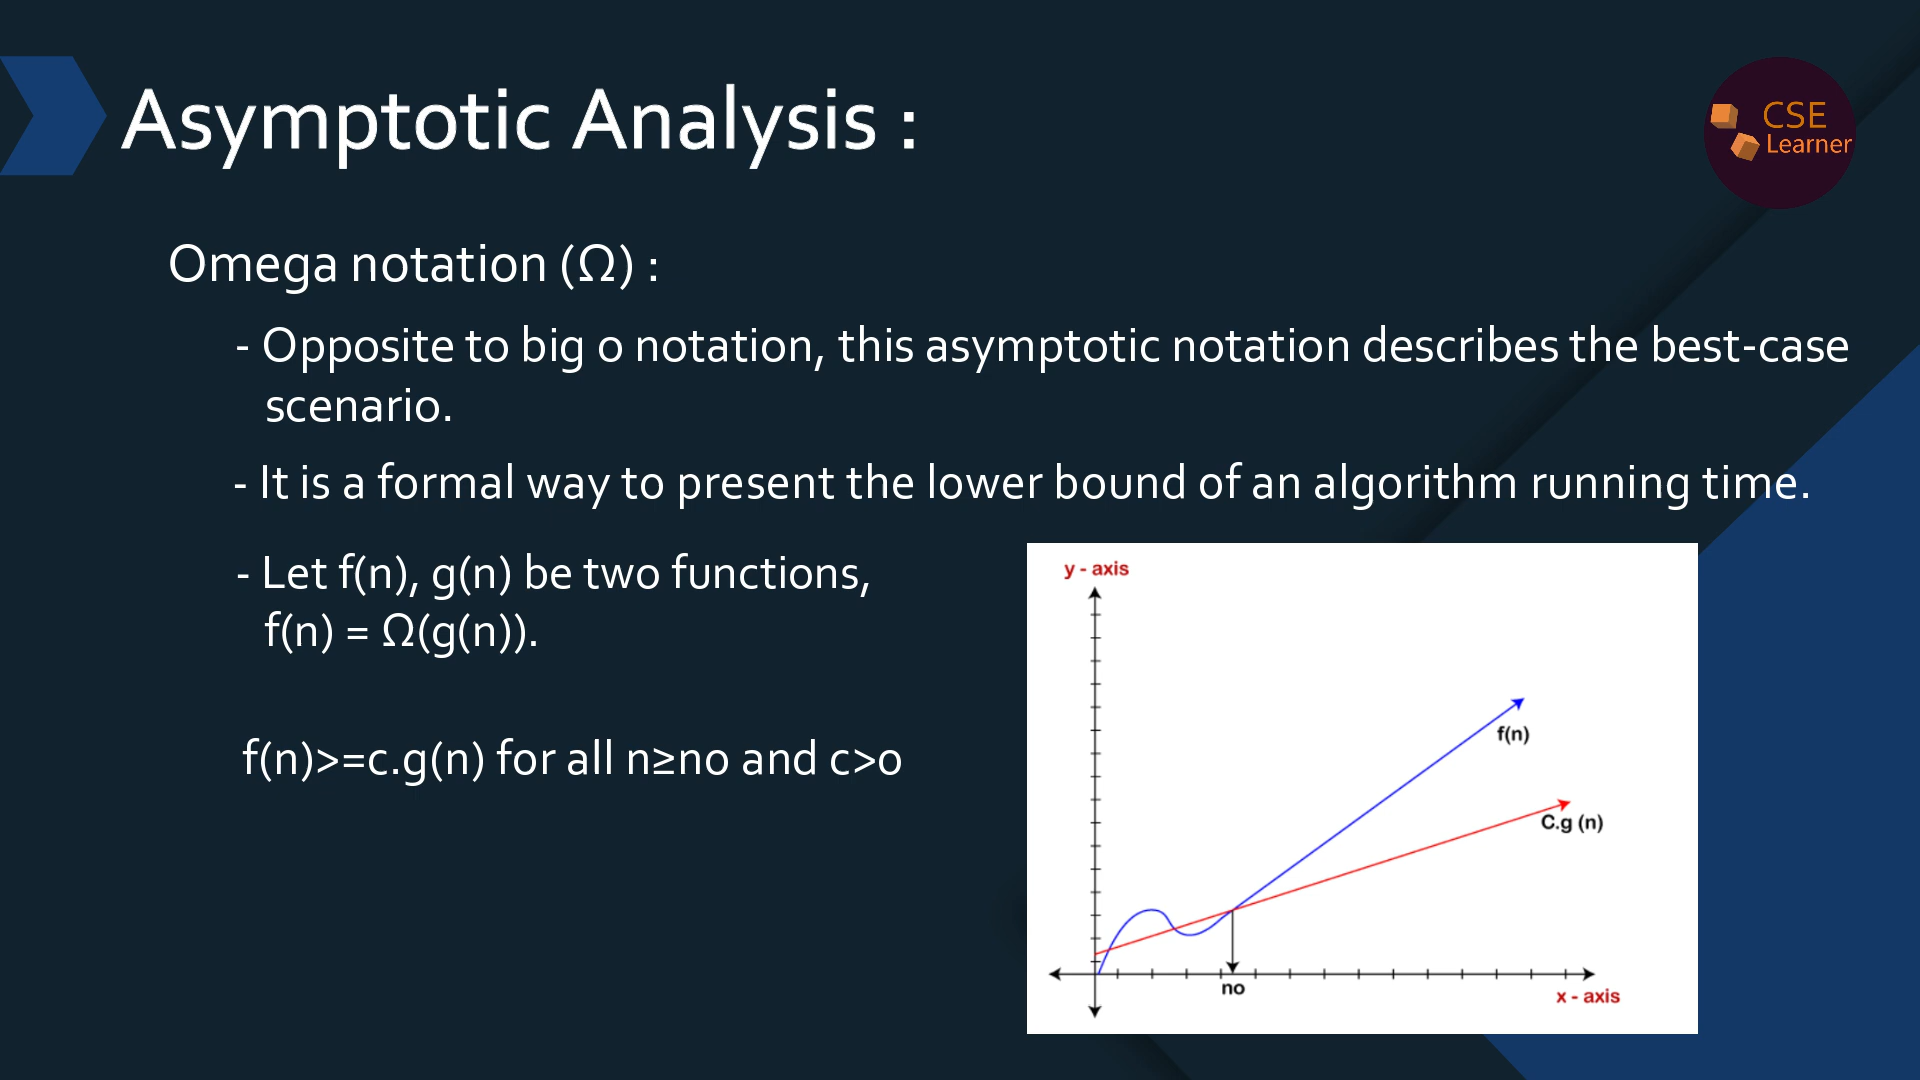 Asymptotic Analysis :
CSE
Learner
Omega notation (Ω) :
- Opposite to big o notation, this asymptotic notation describes the best-case
scenario.
- It is a formal way to present the lower bound of an algorithm running time.
- Let f(n), g(n) be two functions,
f(n) = Ω(g(n)).
f(n)>=c.g(n) for all n≥no and c>o
y - axis
f(n)
C.g (n)
no
x - axis